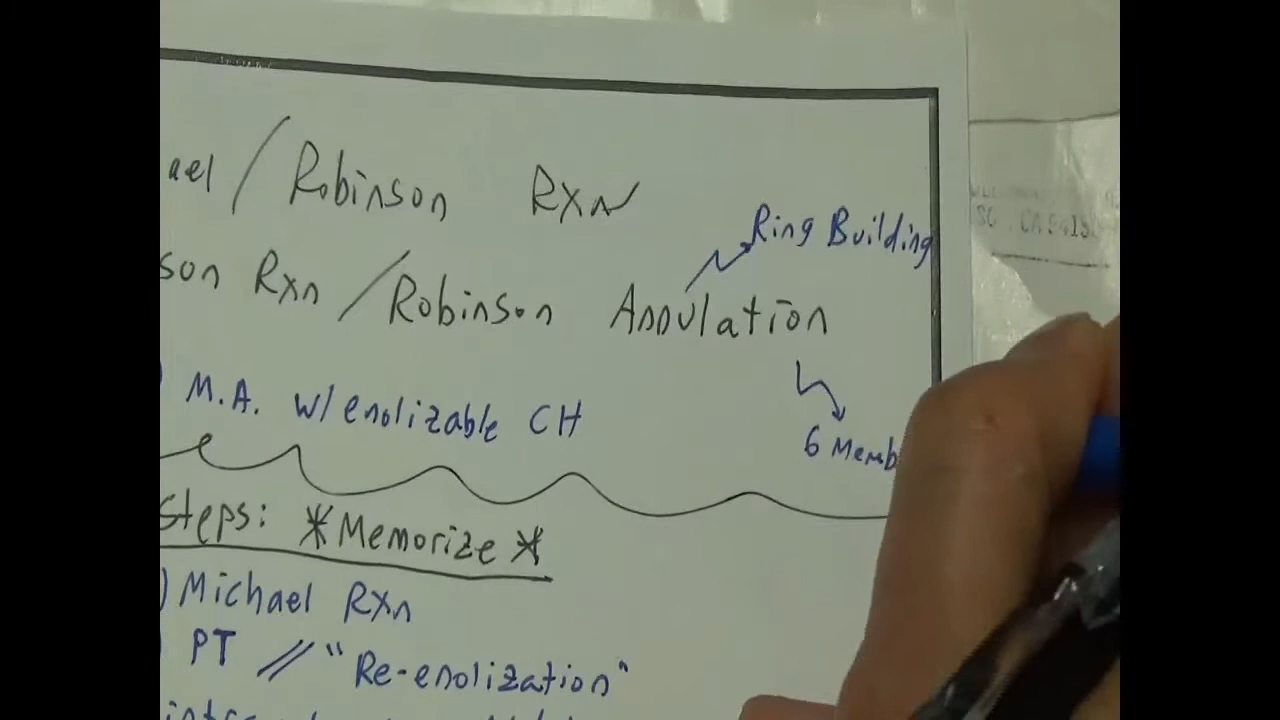 ael / Robinson RXN
Ring Building
son Rxn / Robinson Annulation
) M.A. w/ enolizable CH
6 Memb
Steps: *Memorize*
) Michael Rxn
) PT // "Re-enolization"